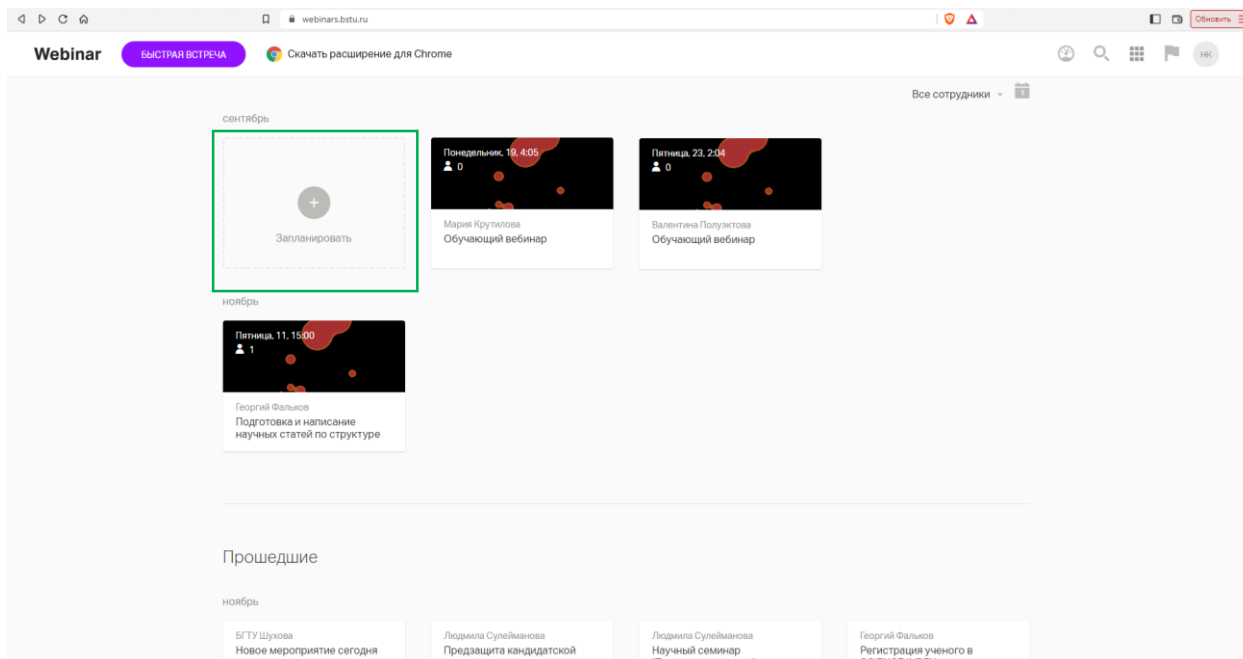 webinars.bstu.ru
Обновить
Webinar
БЫСТРАЯ ВСТРЕЧА
Скачать расширение для Chrome
НК
Все сотрудники
1
сентябрь
Запланировать
Понедельник, 19, 4:05
0
Мария Крутилова
Обучающий вебинар
Пятница, 23, 2:04
0
Валентина Полуэктова
Обучающий вебинар
ноябрь
Пятница, 11, 15:00
1
Георгий Фальков
Подготовка и написание
научных статей по структуре
Прошедшие
ноябрь
БГТУ Шухова
Новое мероприятие сегодня
Людмила Сулейманова
Предзащита кандидатской
Людмила Сулейманова
Научный семинар
Георгий Фальков
Регистрация ученого в